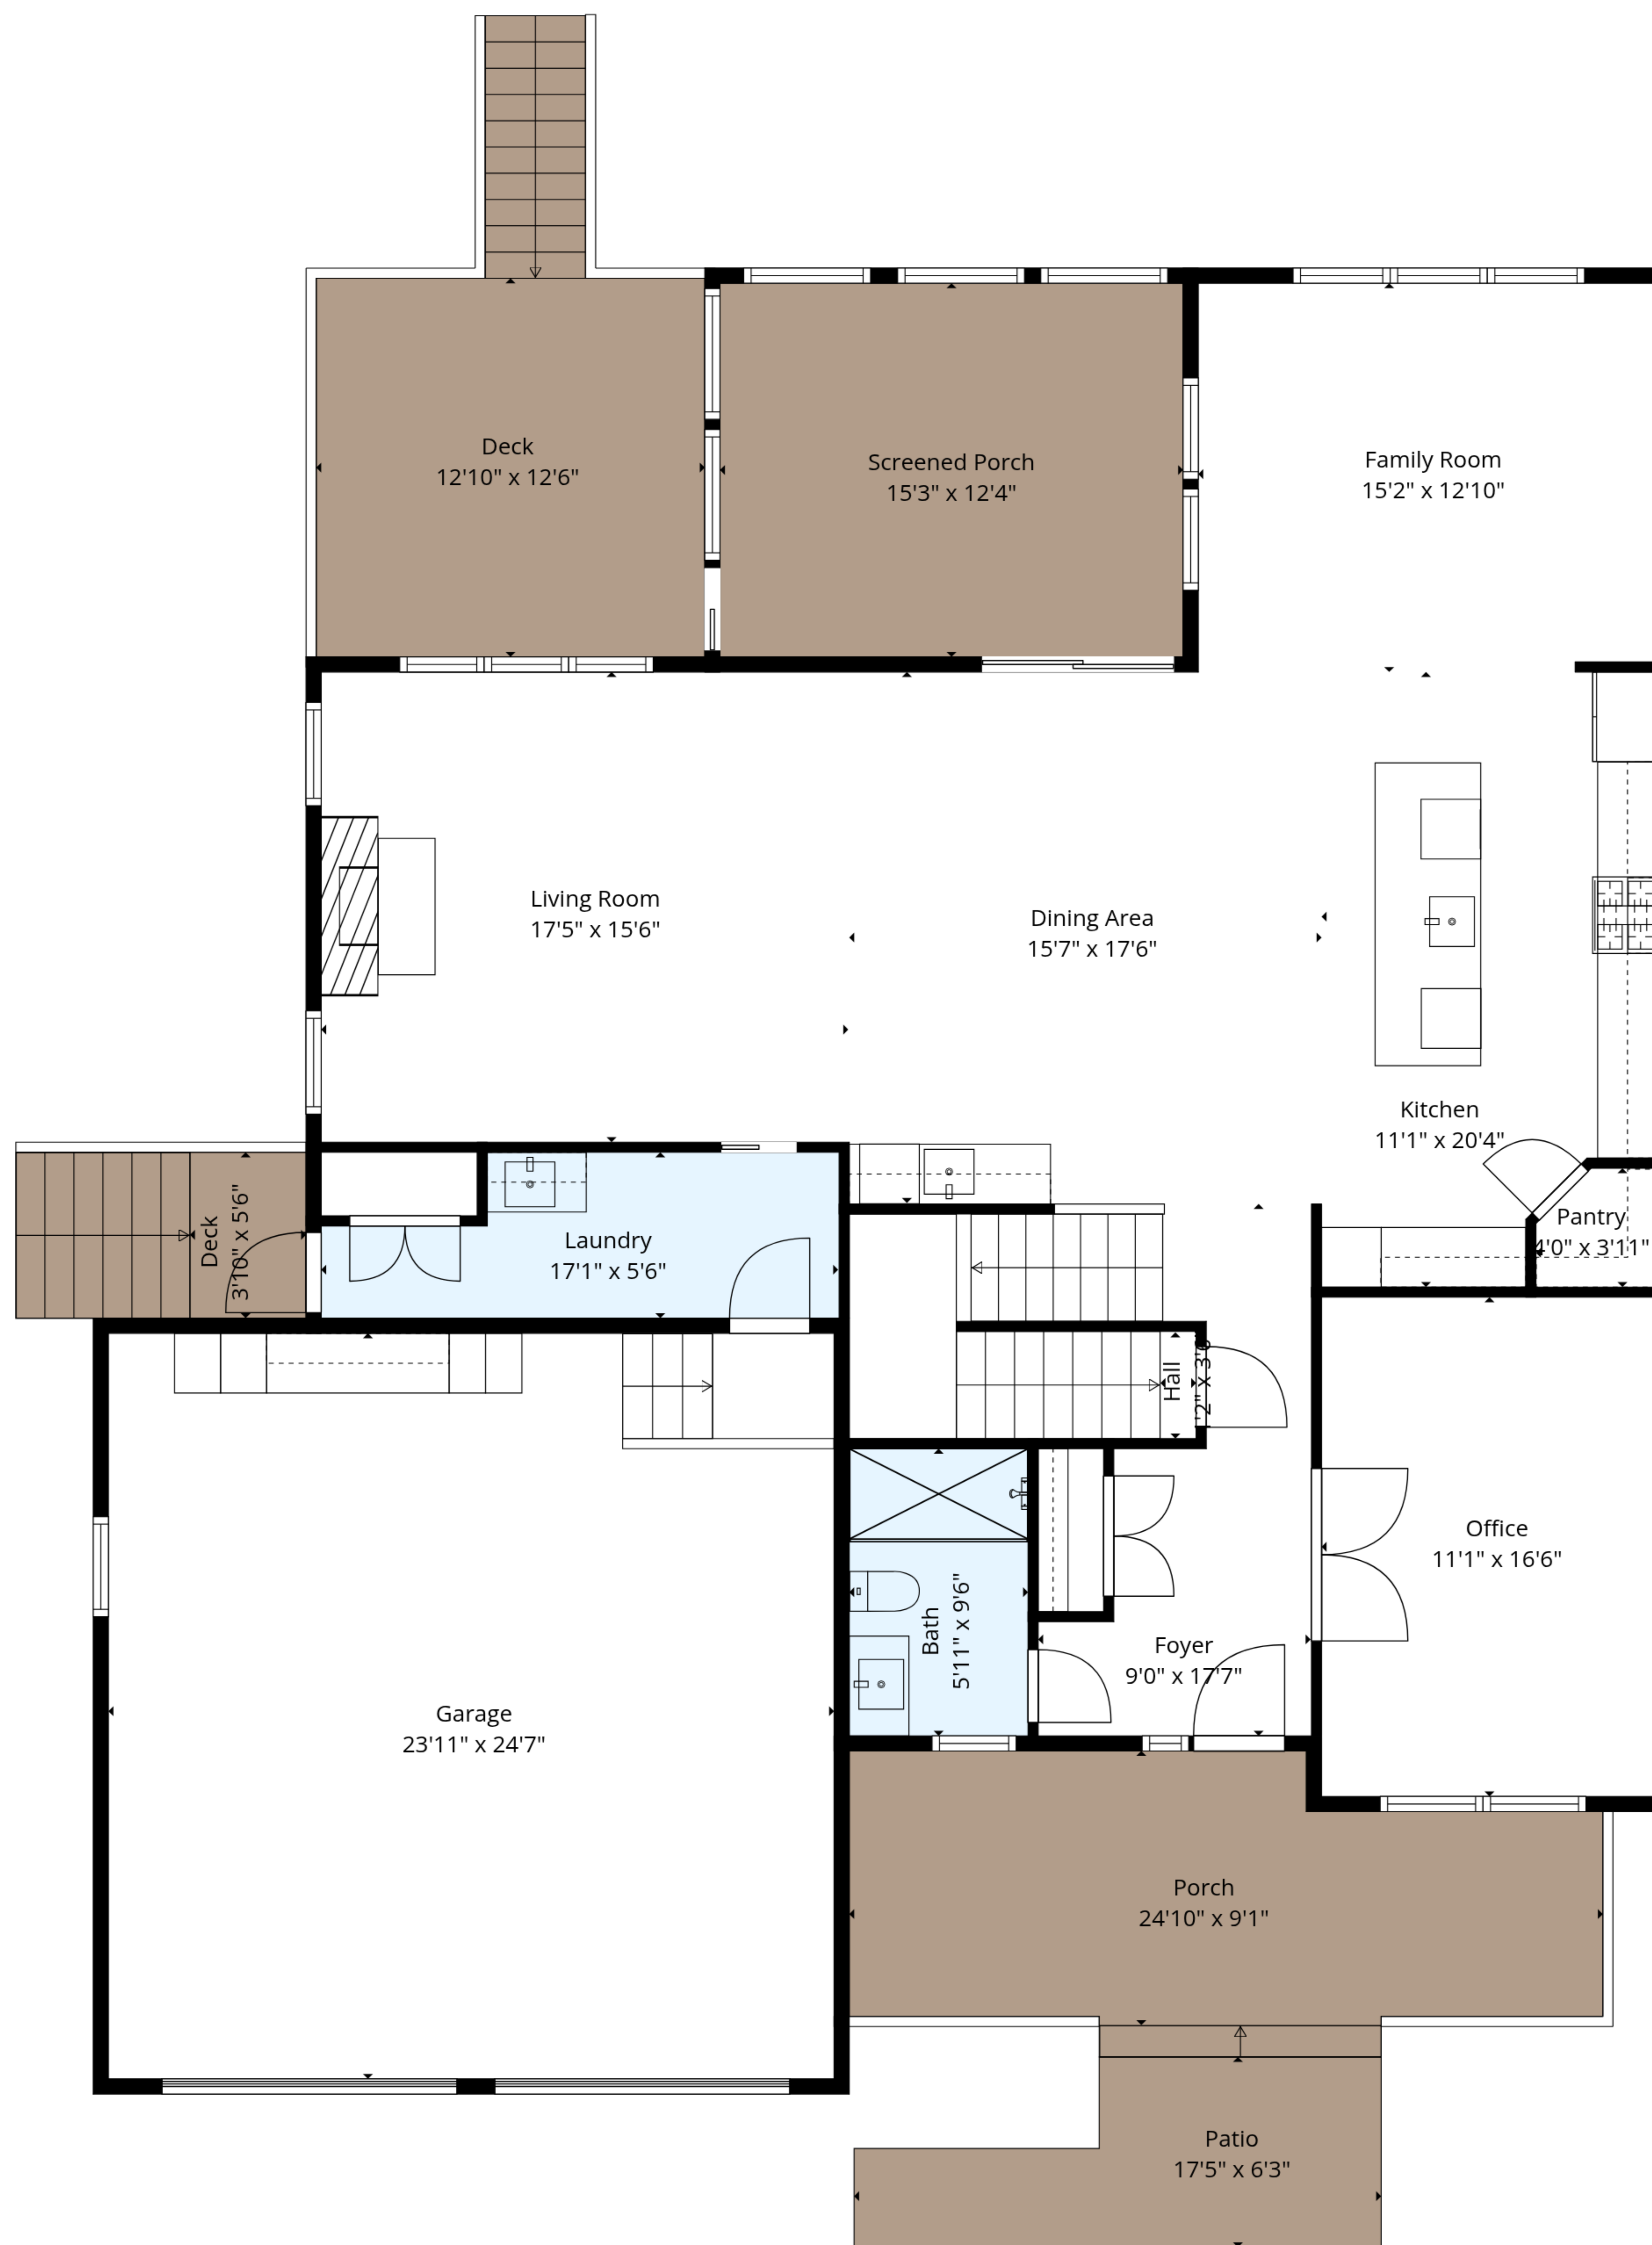 Deck
12'10" x 12'6"
Screened Porch
15'3" x 12'4"
Family Room
15'2" x 12'10"
Living Room
17'5" x 15'6"
Dining Area
15'7" x 17'6"
Kitchen
11'1" x 20'4"
Pantry
4'0" x 3'11"
Deck
3'10" x 5'6"
Laundry
17'1" x 5'6"
Hall
Office
11'1" x 16'6"
Bath
5'11" x 9'6"
Foyer
9'0" x 17'7"
Garage
23'11" x 24'7"
Porch
24'10" x 9'1"
Patio
17'5" x 6'3"